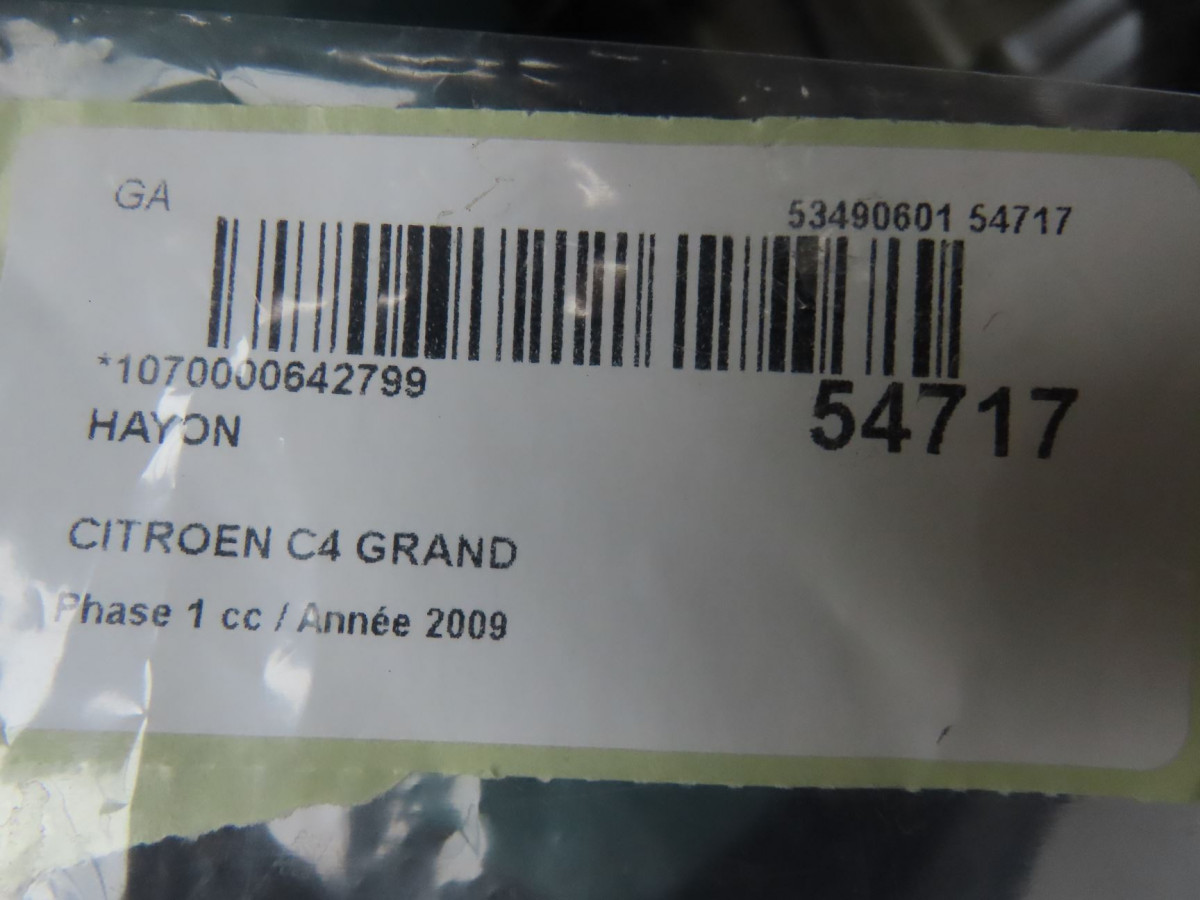 GA
53490601 54717
*1070000642799
54717
HAYON
CITROEN C4 GRAND
Phase 1 cc / Année 2009